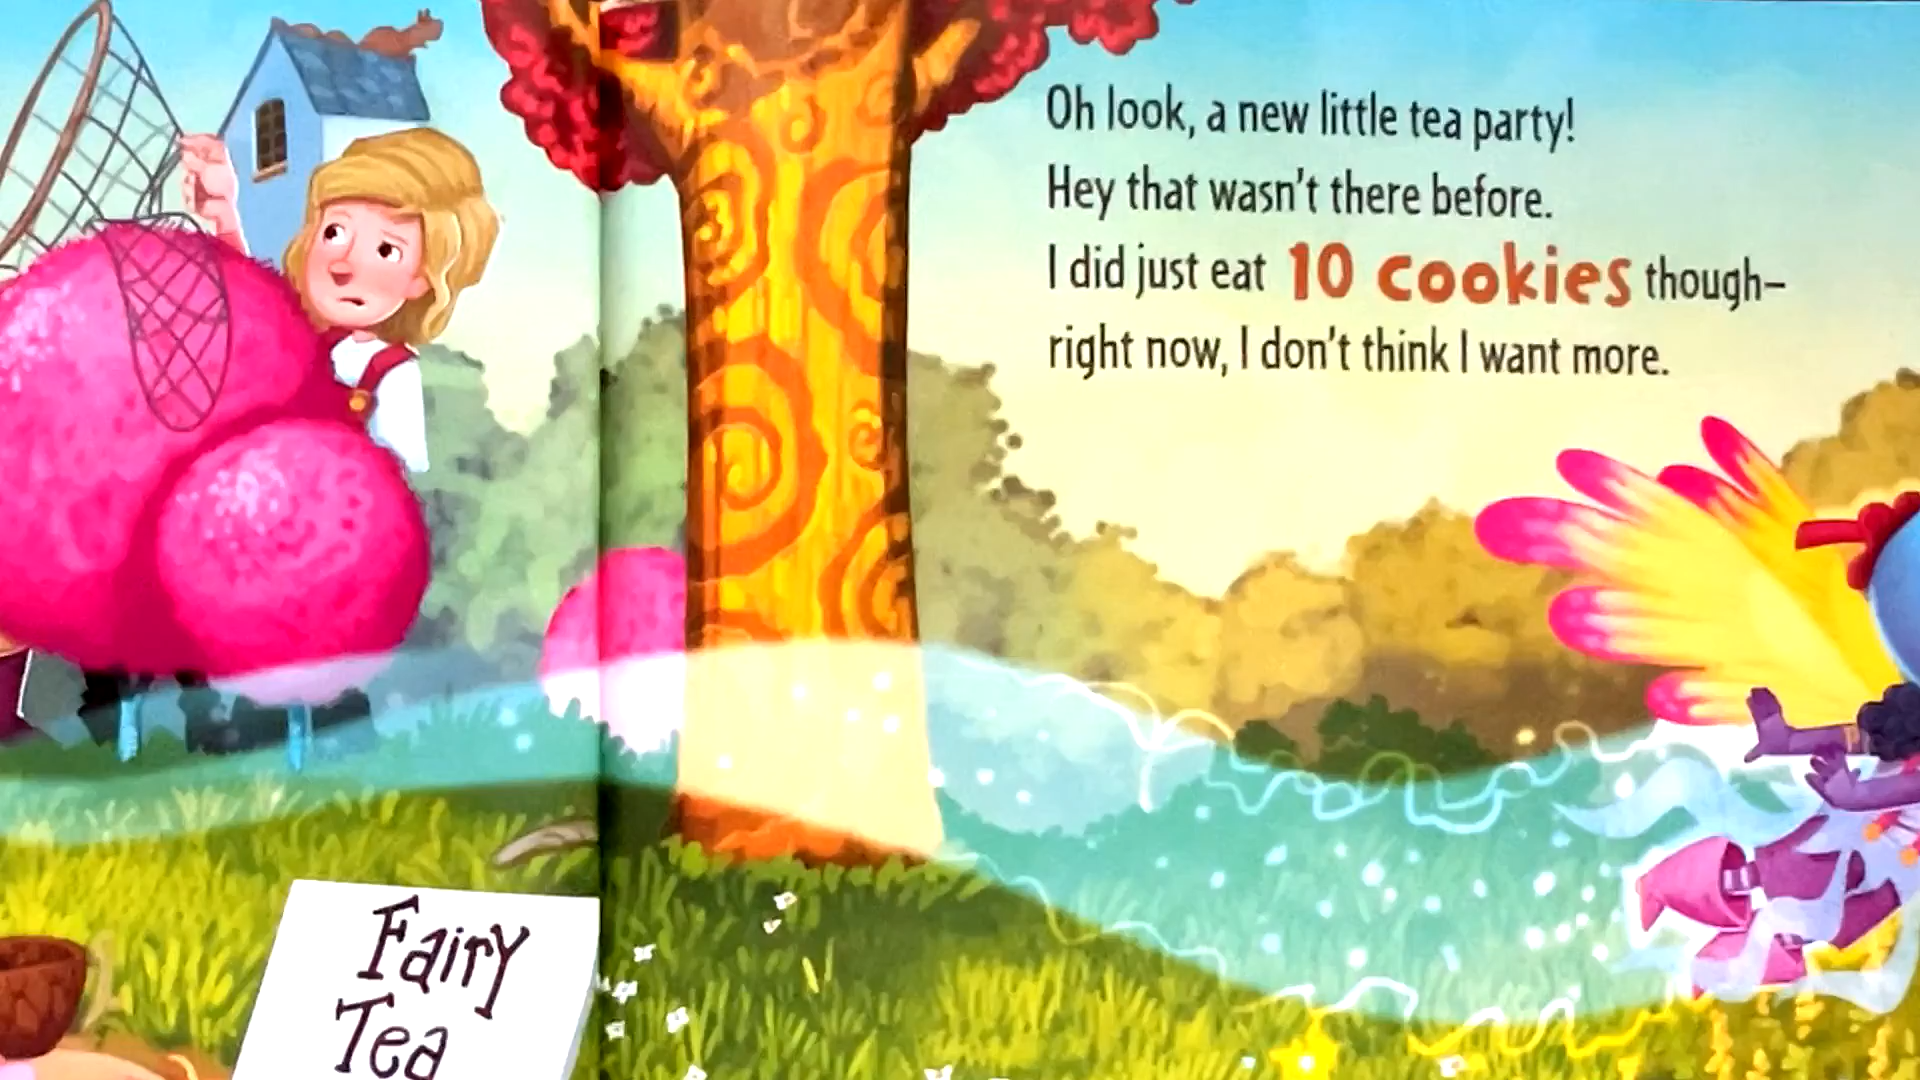 Oh look, a new little tea party!
Hey that wasn't there before.
I did just eat 10 cookies though–
right now, I don't think I want more.
Fairy
Tea